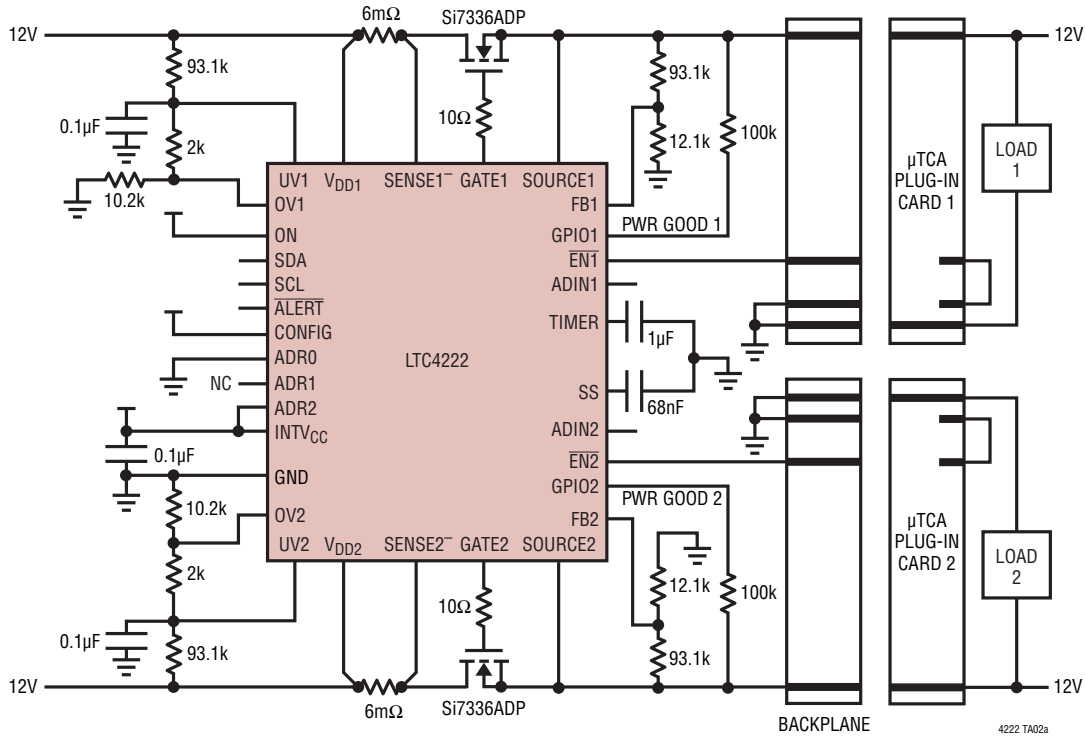 6mΩ
Si7336ADP
12V
12V
93.1k
93.1k
0.1µF
10Ω
12.1k
100k
2k
10.2k
µTCA
PLUG-IN
CARD 1
LOAD
1
UV1
VDD1
SENSE1–
GATE1
SOURCE1
OV1
FB1
ON
GPIO1
PWR GOOD 1
SDA
EN1
SCL
ADIN1
ALERT
TIMER
1µF
CONFIG
LTC4222
ADR0
NC
ADR1
SS
68nF
ADR2
INTVCC
ADIN2
0.1µF
EN2
GND
GPIO2
PWR GOOD 2
10.2k
OV2
FB2
UV2
VDD2
SENSE2–
GATE2
SOURCE2
µTCA
PLUG-IN
CARD 2
LOAD
2
2k
10Ω
12.1k
100k
0.1µF
93.1k
93.1k
12V
12V
6mΩ
Si7336ADP
BACKPLANE
4222 TA02a